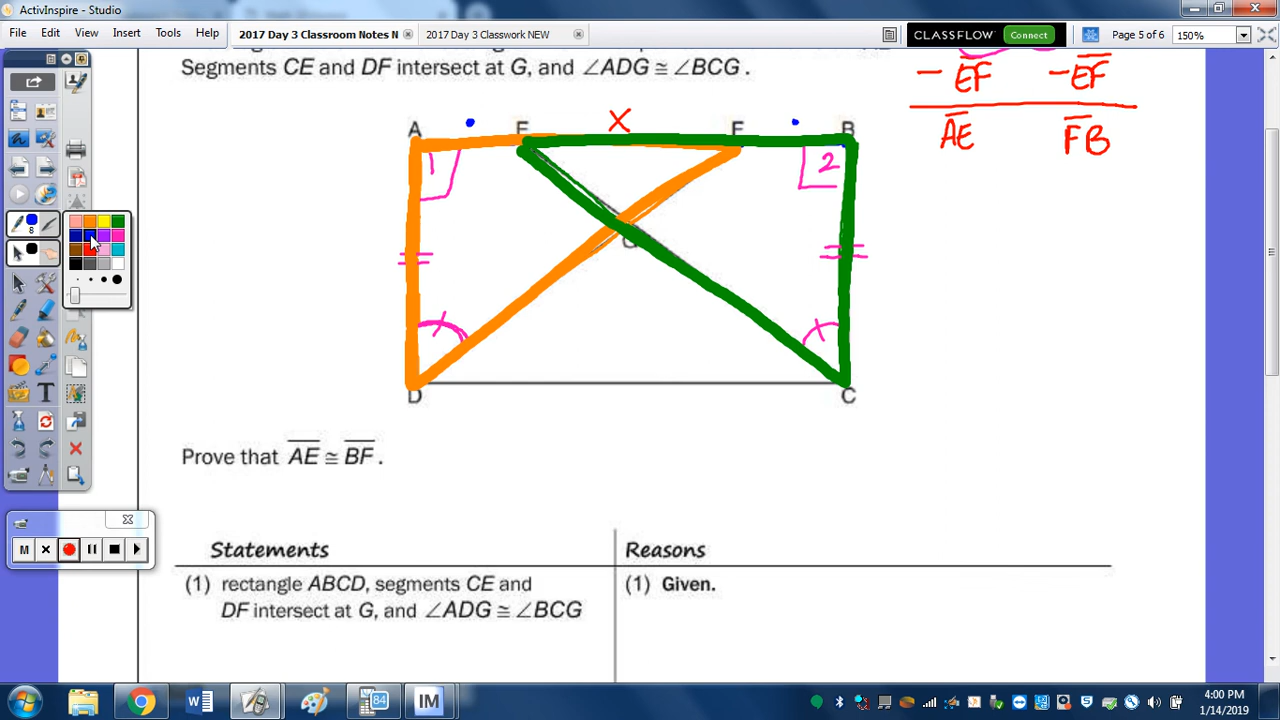 ActivInspire - Studio
File Edit View Insert Tools Help
2017 Day 3 Classroom Notes N
2017 Day 3 Classwork NEW
CLASSFLOW Connect
Page 5 of 6
150%
Segments CE and DF intersect at G, and ∠ADG ≅ ∠BCG .
– EF – EF
AE FB
A E X F B
1 2
G
D C
Prove that AE ≅ BF .
Statements Reasons
(1) rectangle ABCD, segments CE and (1) Given.
DF intersect at G, and ∠ADG ≅ ∠BCG
8
M
84
IM
4:00 PM
1/14/2019